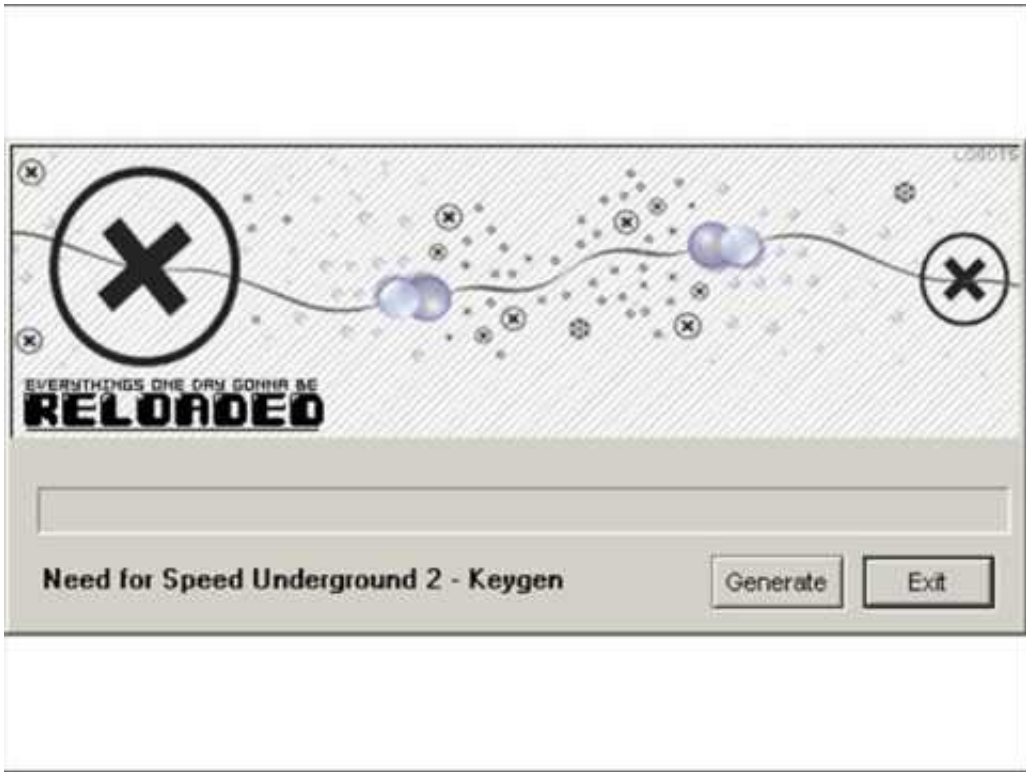 EVERYTHINGS ONE DAY GONNA BE
RELOADED
Need for Speed Underground 2 - Keygen
Generate
Exit